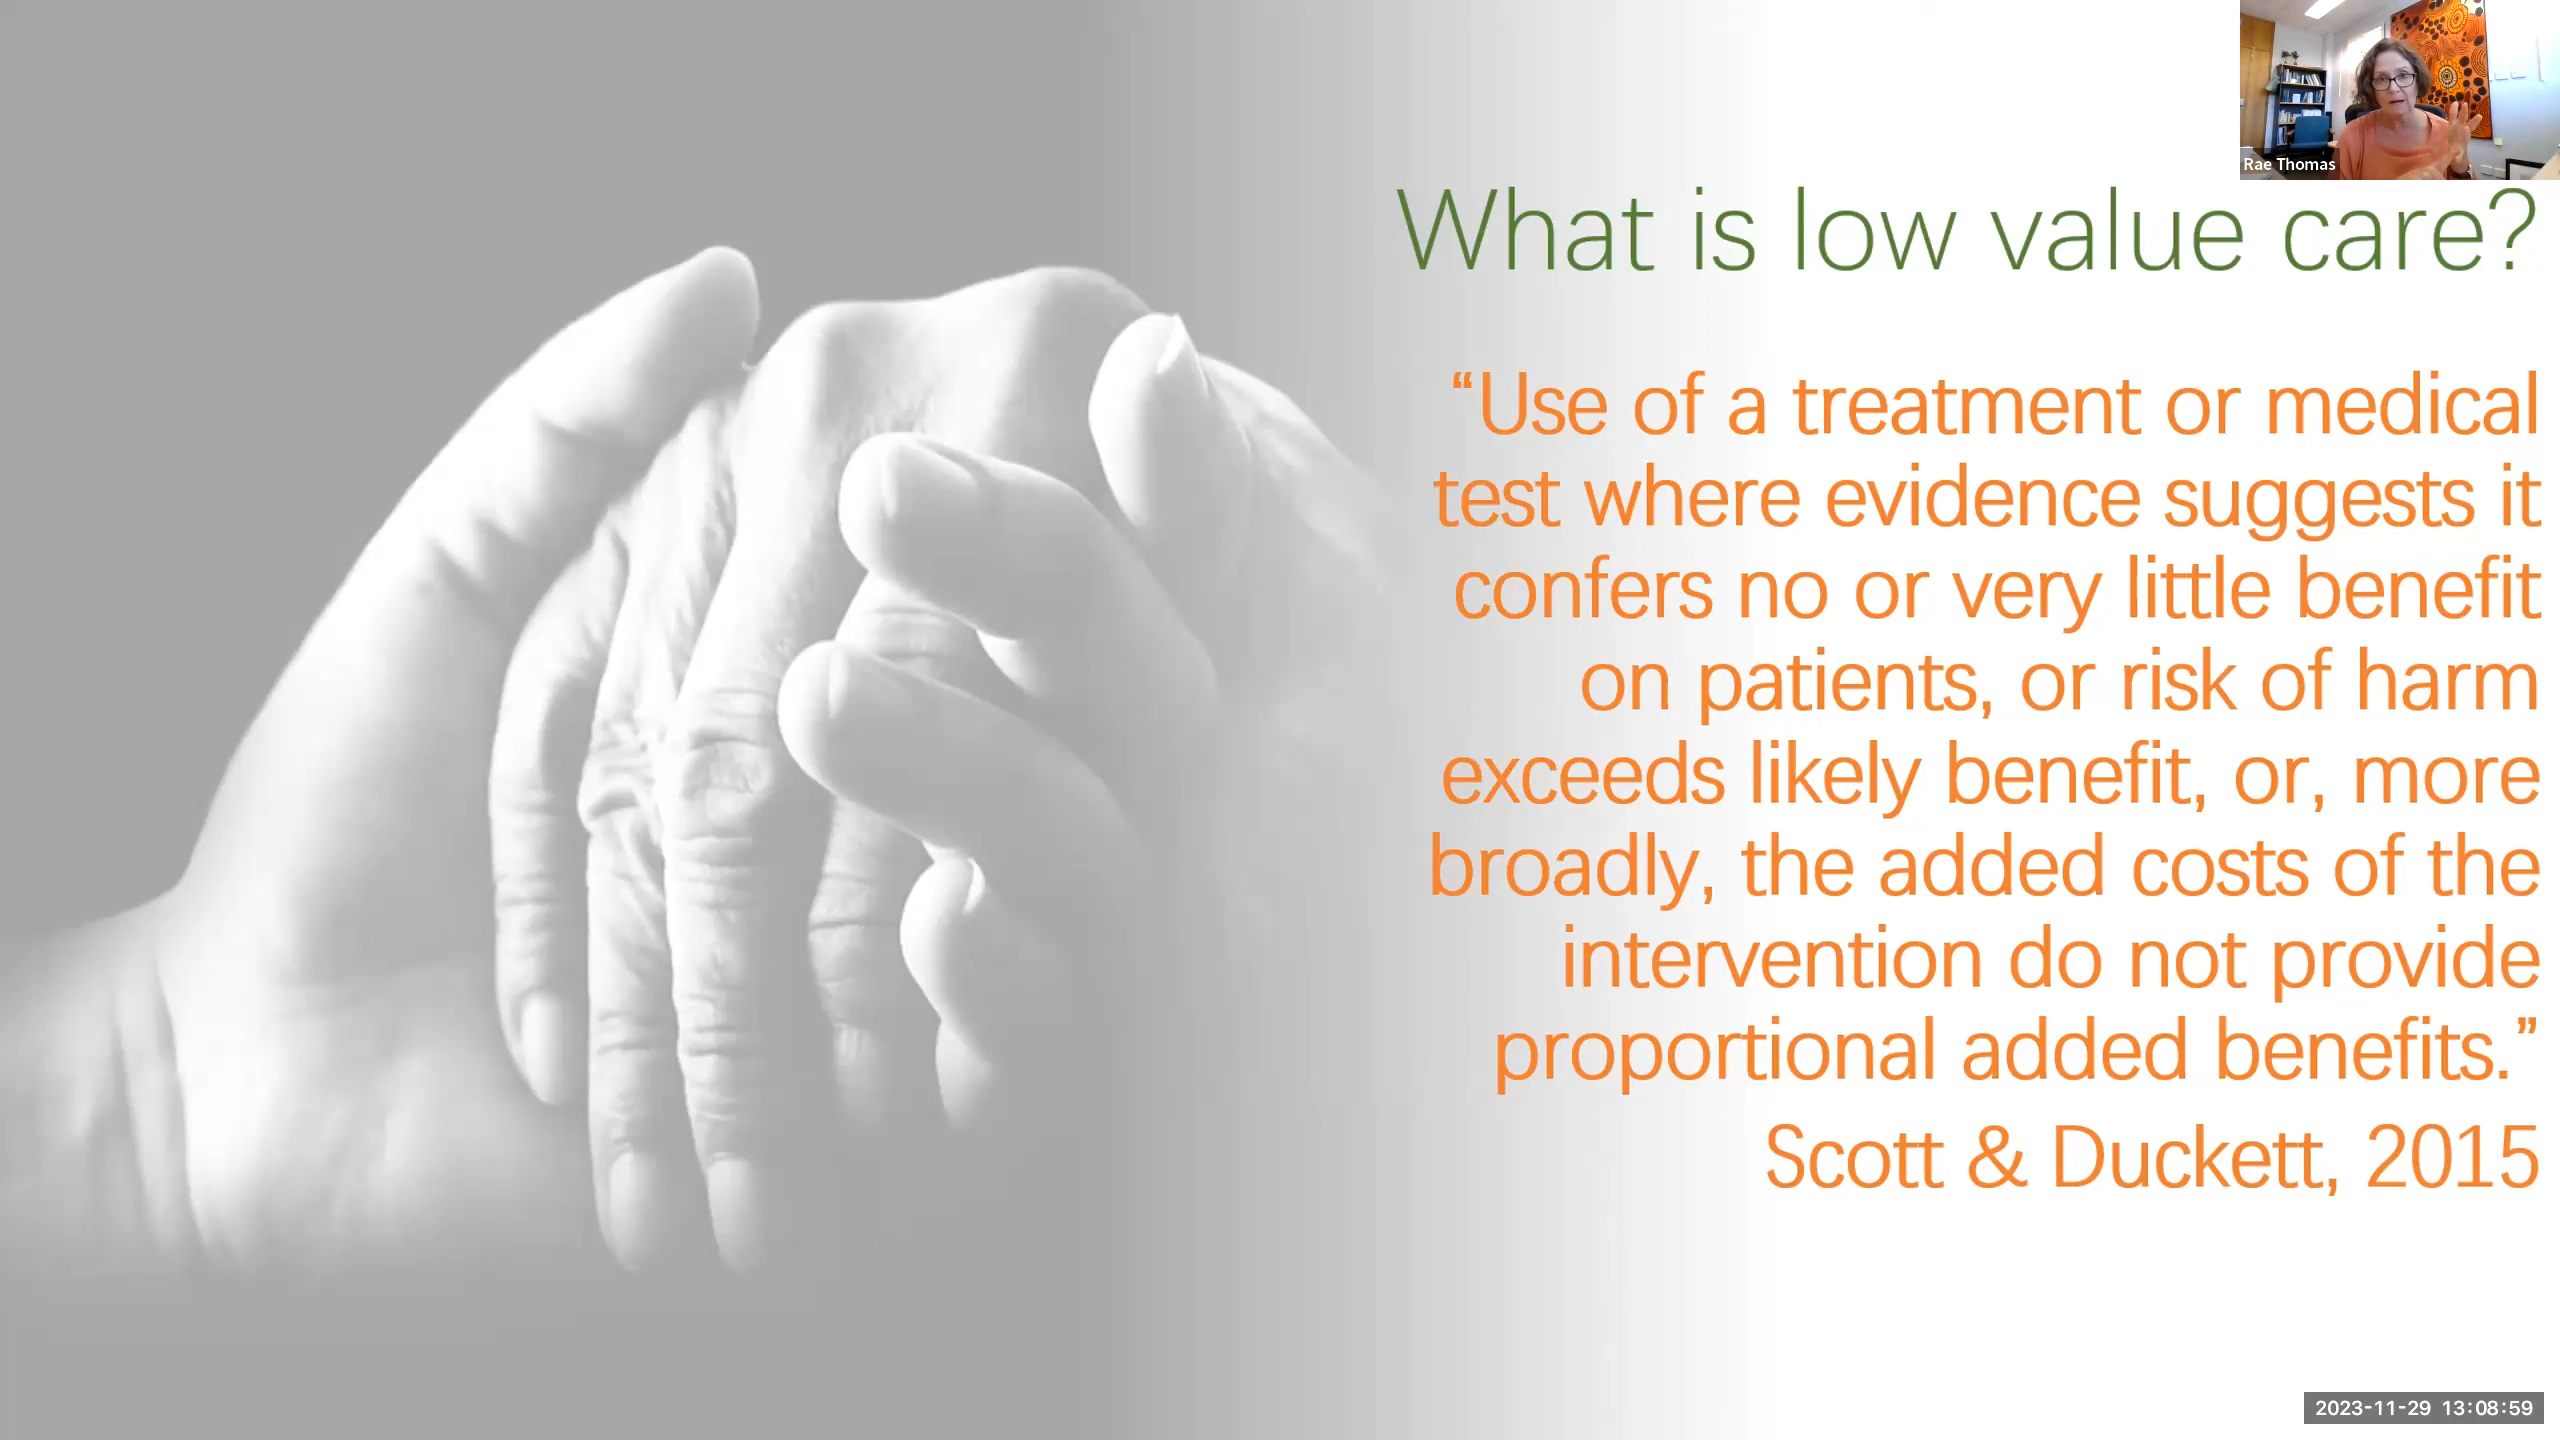 Rae Thomas
What is low value care?
“Use of a treatment or medical
test where evidence suggests it
confers no or very little benefit
on patients, or risk of harm
exceeds likely benefit, or, more
broadly, the added costs of the
intervention do not provide
proportional added benefits.”
Scott & Duckett, 2015
2023-11-29 13:08:59